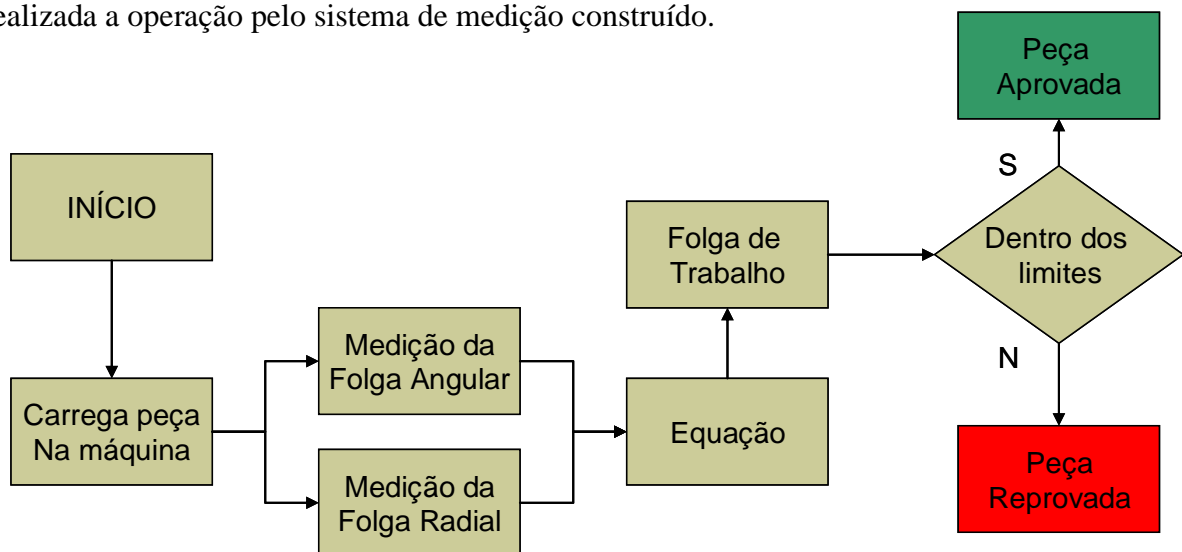 ealizada a operação pelo sistema de medição construído.
INÍCIO
Carrega peça
Na máquina
Medição da
Folga Angular
Medição da
Folga Radial
Equação
Folga de
Trabalho
Dentro dos
limites
S
Peça
Aprovada
N
Peça
Reprovada